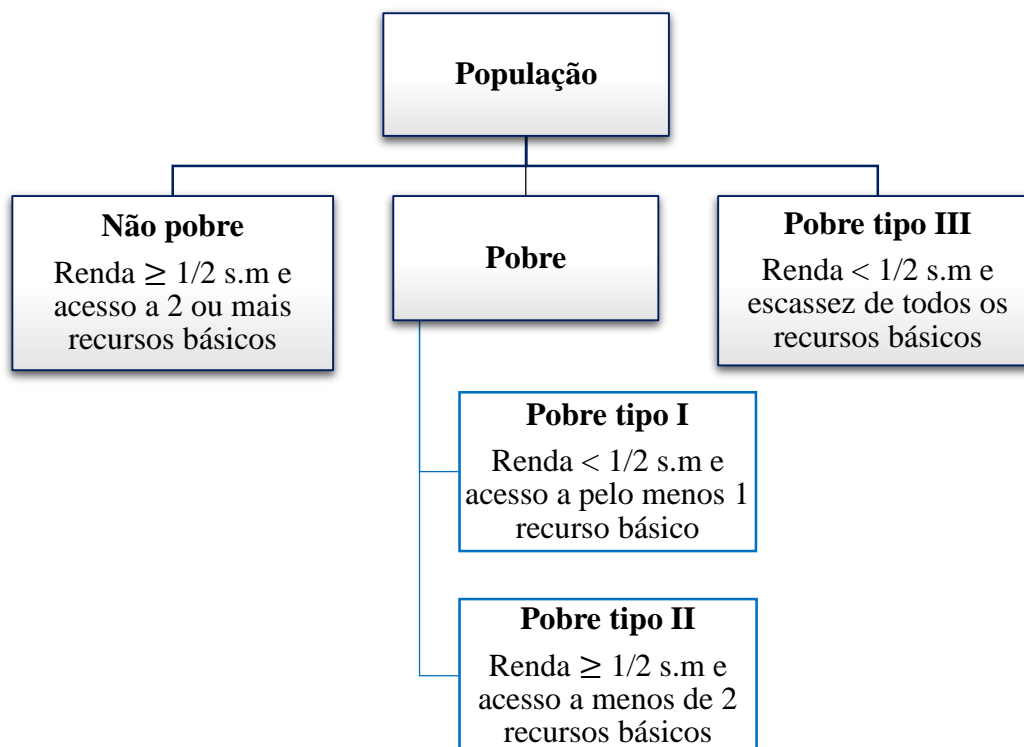 População
Não pobre
Renda ≥ 1/2 s.m e
acesso a 2 ou mais
recursos básicos
Pobre
Pobre tipo III
Renda < 1/2 s.m e
escassez de todos os
recursos básicos
Pobre tipo I
Renda < 1/2 s.m e
acesso a pelo menos 1
recurso básico
Pobre tipo II
Renda ≥ 1/2 s.m e
acesso a menos de 2
recursos básicos